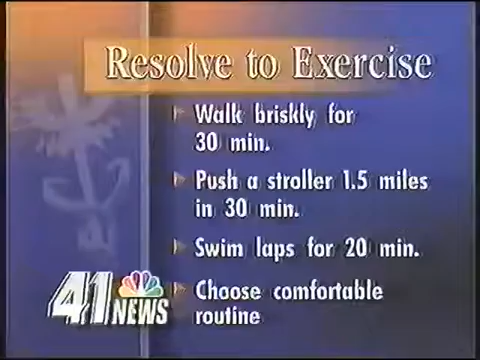 Resolve to Exercise
Walk briskly for
30 min.
Push a stroller 1.5 miles
in 30 min.
Swim laps for 20 min.
Choose comfortable
routine
41 NEWS